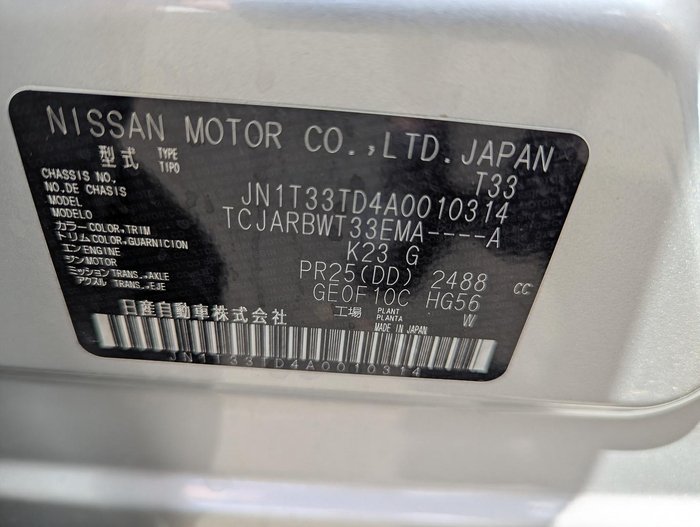 NISSAN MOTOR CO.,LTD.JAPAN
型式 TYPE TIPO T33
CHASSIS NO.
NO.DE CHASIS JN1T33TD4A0010314
MODEL
MODELO TCJARBWT33EMA----A
カラー COLOR,TRIM
トリム COLOR,GUARNICION K23 G
エン ENGINE
ジン MOTOR PR25(DD) 2488 CC
ミッション TRANS.,AXLE
アクスル TRANS.,EJE GE0F10C HG56
工場 PLANT PLANTA W
日産自動車株式会社 MADE IN JAPAN
JN1T33TD4A0010314